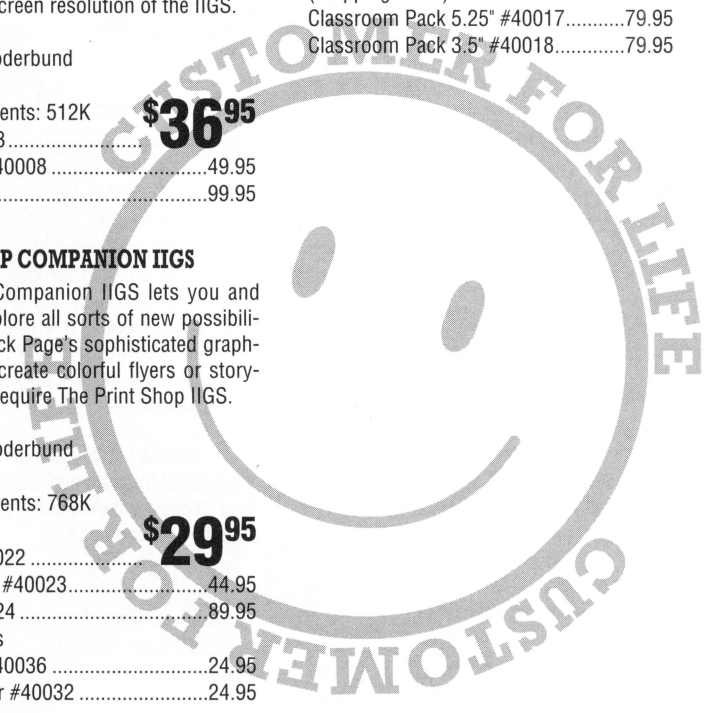 creen resolution of the IIGS.
oderbund
ents: 512K
$36 95
3........................
40008 ...........................49.95
..................................99.95
P COMPANION IIGS
Companion IIGS lets you and
plore all sorts of new possibili-
ck Page's sophisticated graph-
create colorful flyers or story-
equire The Print Shop IIGS.
oderbund
ents: 768K
$29 95
022 ....................
#40023........................44.95
24 ................................89.95
s
40036 ...........................24.95
r #40032 .......................24.95
Classroom Pack 5.25" #40017...........79.95
Classroom Pack 3.5" #40018.............79.95
CUSTOMER FOR LIFE
CUSTOMER FOR LIFE